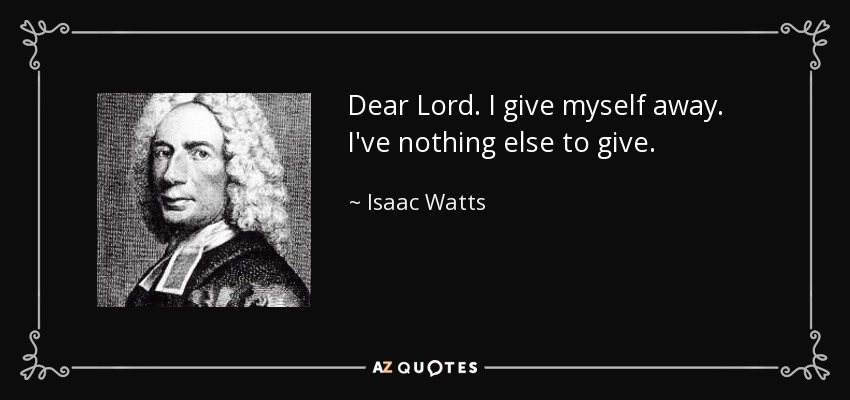 Dear Lord. I give myself away.
I've nothing else to give.
~ Isaac Watts
AZ QUOTES